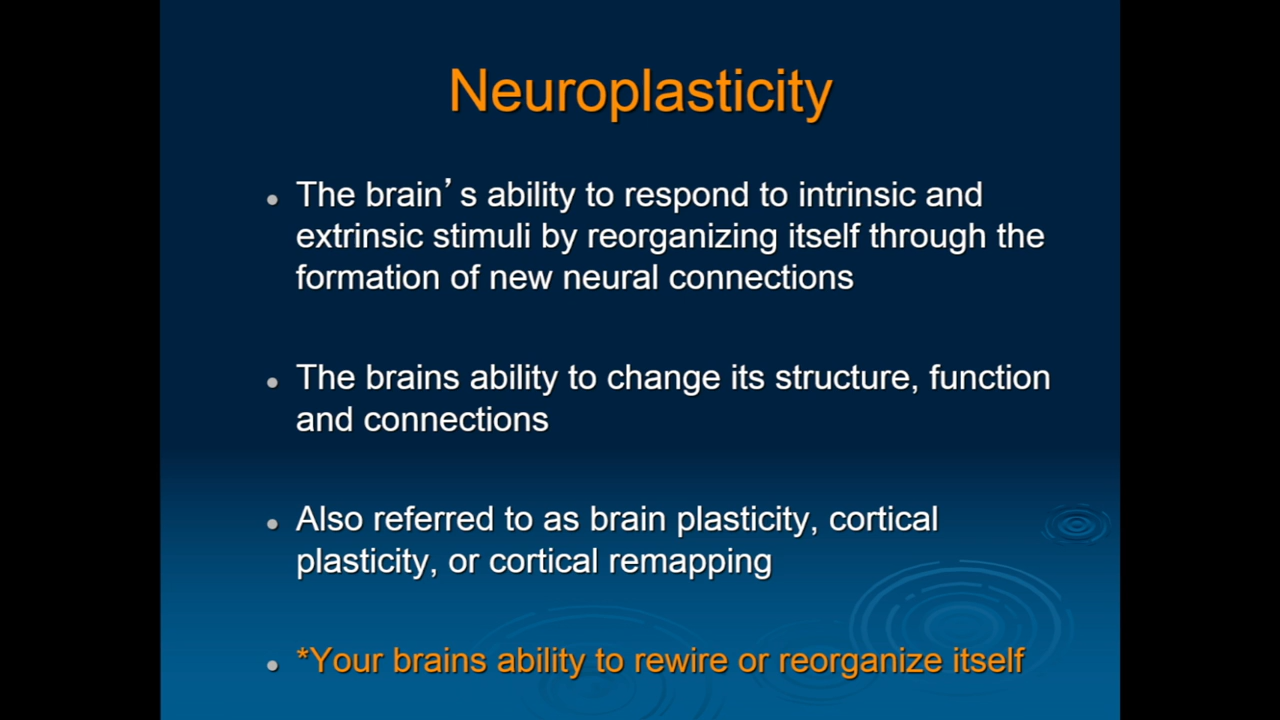 Neuroplasticity
• The brain’s ability to respond to intrinsic and
extrinsic stimuli by reorganizing itself through the
formation of new neural connections
• The brains ability to change its structure, function
and connections
• Also referred to as brain plasticity, cortical
plasticity, or cortical remapping
• *Your brains ability to rewire or reorganize itself